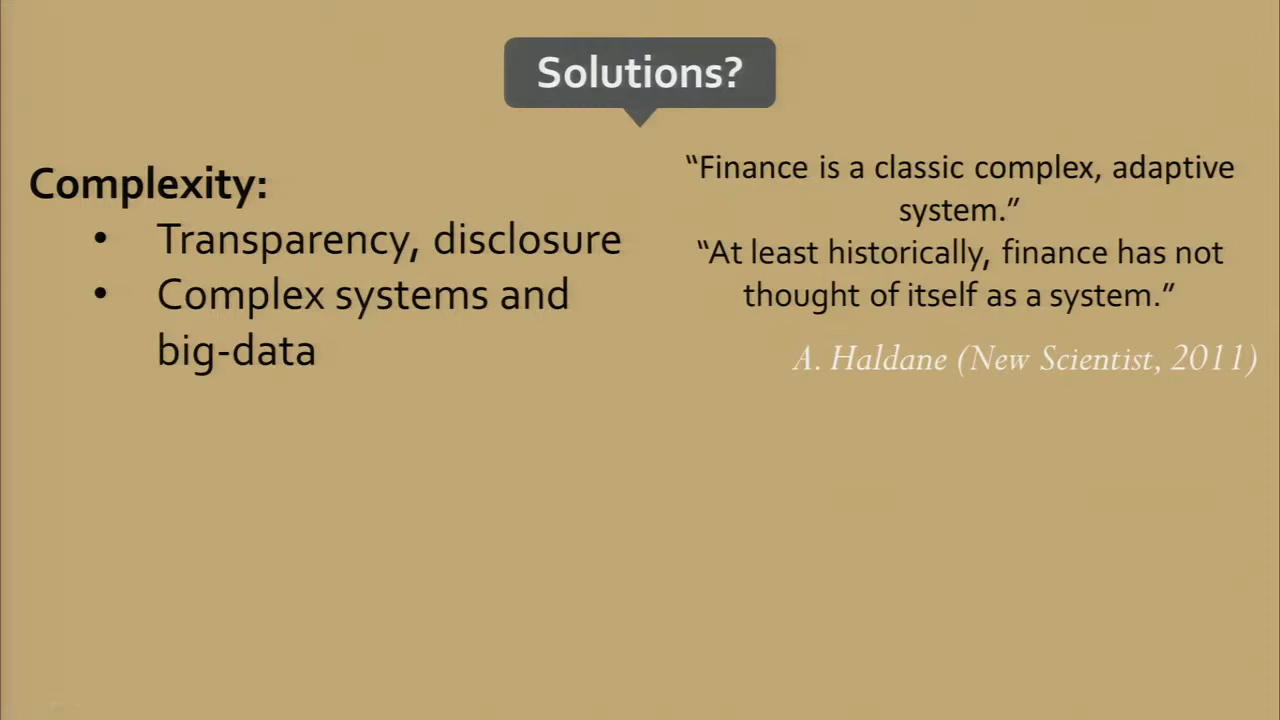 Solutions?
Complexity:
• Transparency, disclosure
• Complex systems and
big-data
“Finance is a classic complex, adaptive
system.”
“At least historically, finance has not
thought of itself as a system.”
A. Haldane (New Scientist, 2011)